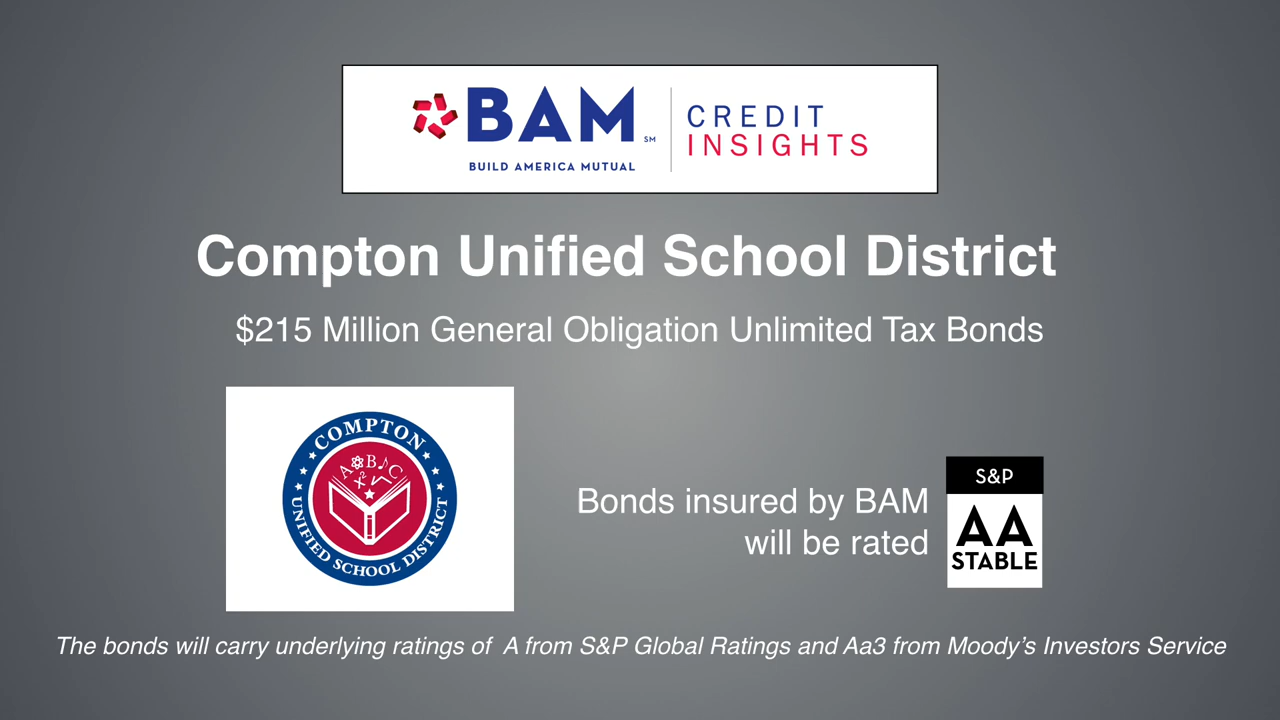 BAM SM
BUILD AMERICA MUTUAL
CREDIT
INSIGHTS
Compton Unified School District
$215 Million General Obligation Unlimited Tax Bonds
COMPTON
A B C
x²
UNIFIED SCHOOL DISTRICT
Bonds insured by BAM
will be rated
S&P
AA
STABLE
The bonds will carry underlying ratings of A from S&P Global Ratings and Aa3 from Moody's Investors Service